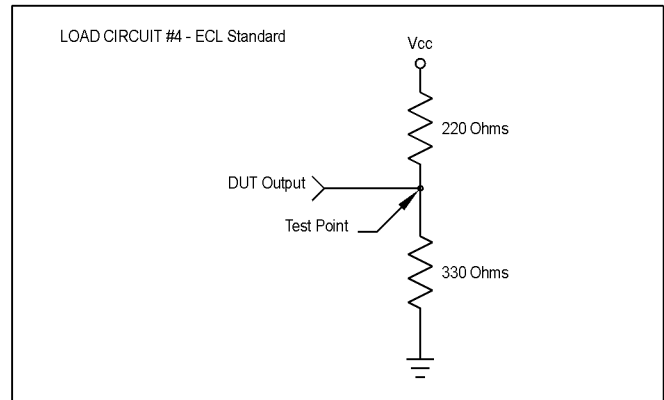 LOAD CIRCUIT #4 - ECL Standard
Vcc
220 Ohms
DUT Output
Test Point
330 Ohms